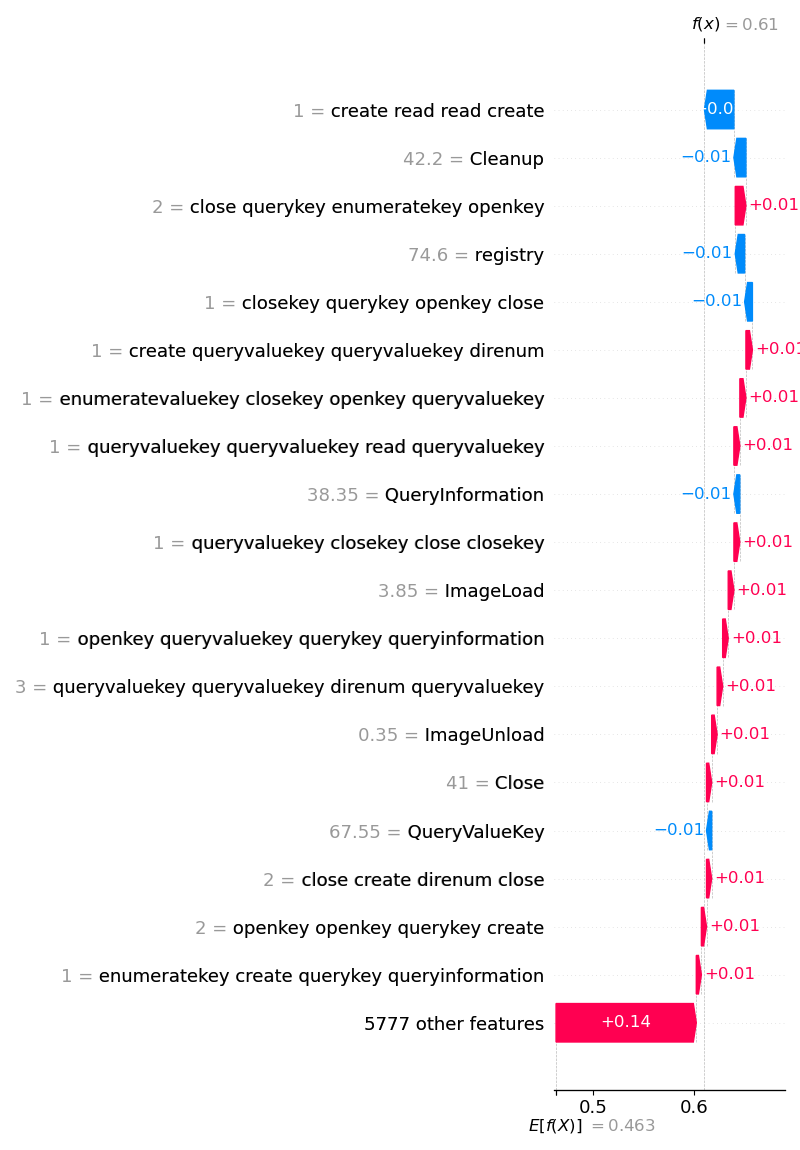 f(x) = 0.61
1 = create read read create
42.2 = Cleanup −0.01
2 = close querykey enumeratekey openkey +0.01
74.6 = registry −0.01
1 = closekey querykey openkey close −0.01
1 = create queryvaluekey queryvaluekey direnum +0.01
1 = enumeratevaluekey closekey openkey queryvaluekey +0.01
1 = queryvaluekey queryvaluekey read queryvaluekey +0.01
38.35 = QueryInformation −0.01
1 = queryvaluekey closekey close closekey +0.01
3.85 = ImageLoad +0.01
1 = openkey queryvaluekey querykey queryinformation +0.01
3 = queryvaluekey queryvaluekey direnum queryvaluekey +0.01
0.35 = ImageUnload +0.01
41 = Close +0.01
67.55 = QueryValueKey −0.01
2 = close create direnum close +0.01
2 = openkey openkey querykey create +0.01
1 = enumeratekey create querykey queryinformation +0.01
5777 other features +0.14
0.5 0.6
E[f(X)] = 0.463